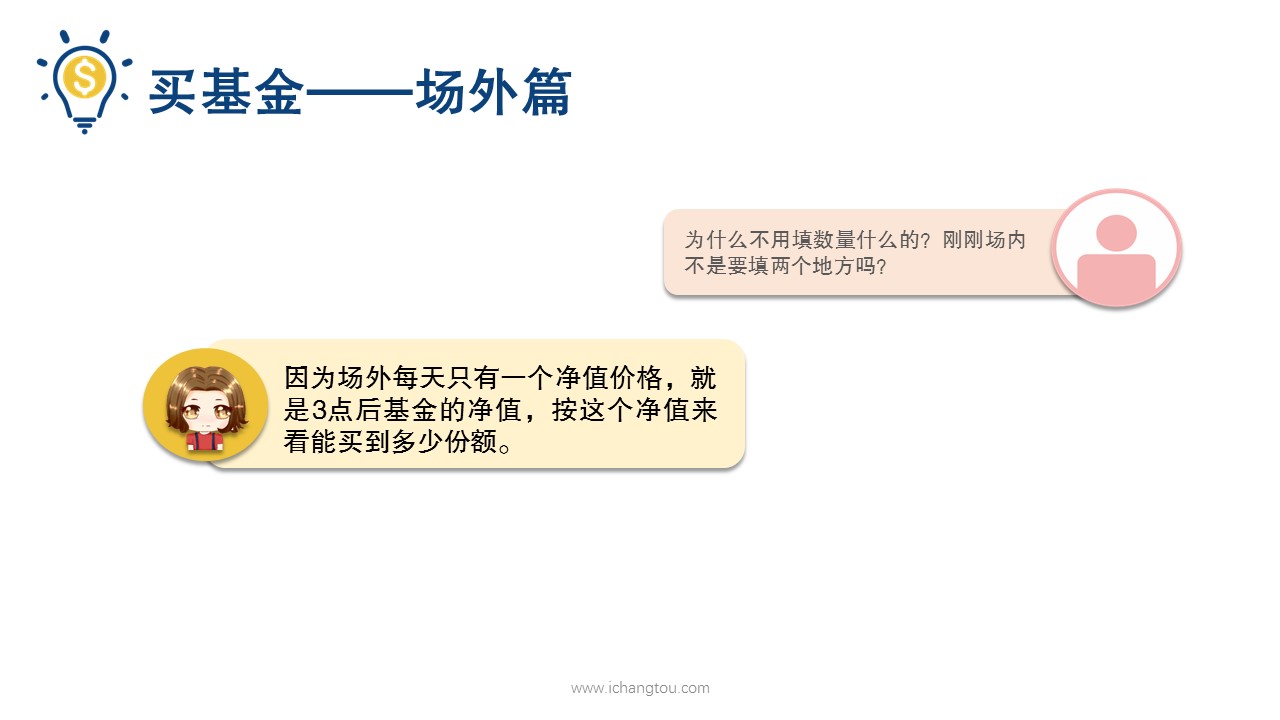 买基金——场外篇
为什么不用填数量什么的？刚刚场内
不是要填两个地方吗？
因为场外每天只有一个净值价格，就
是3点后基金的净值，按这个净值来
看能买到多少份额。
www.ichangtou.com